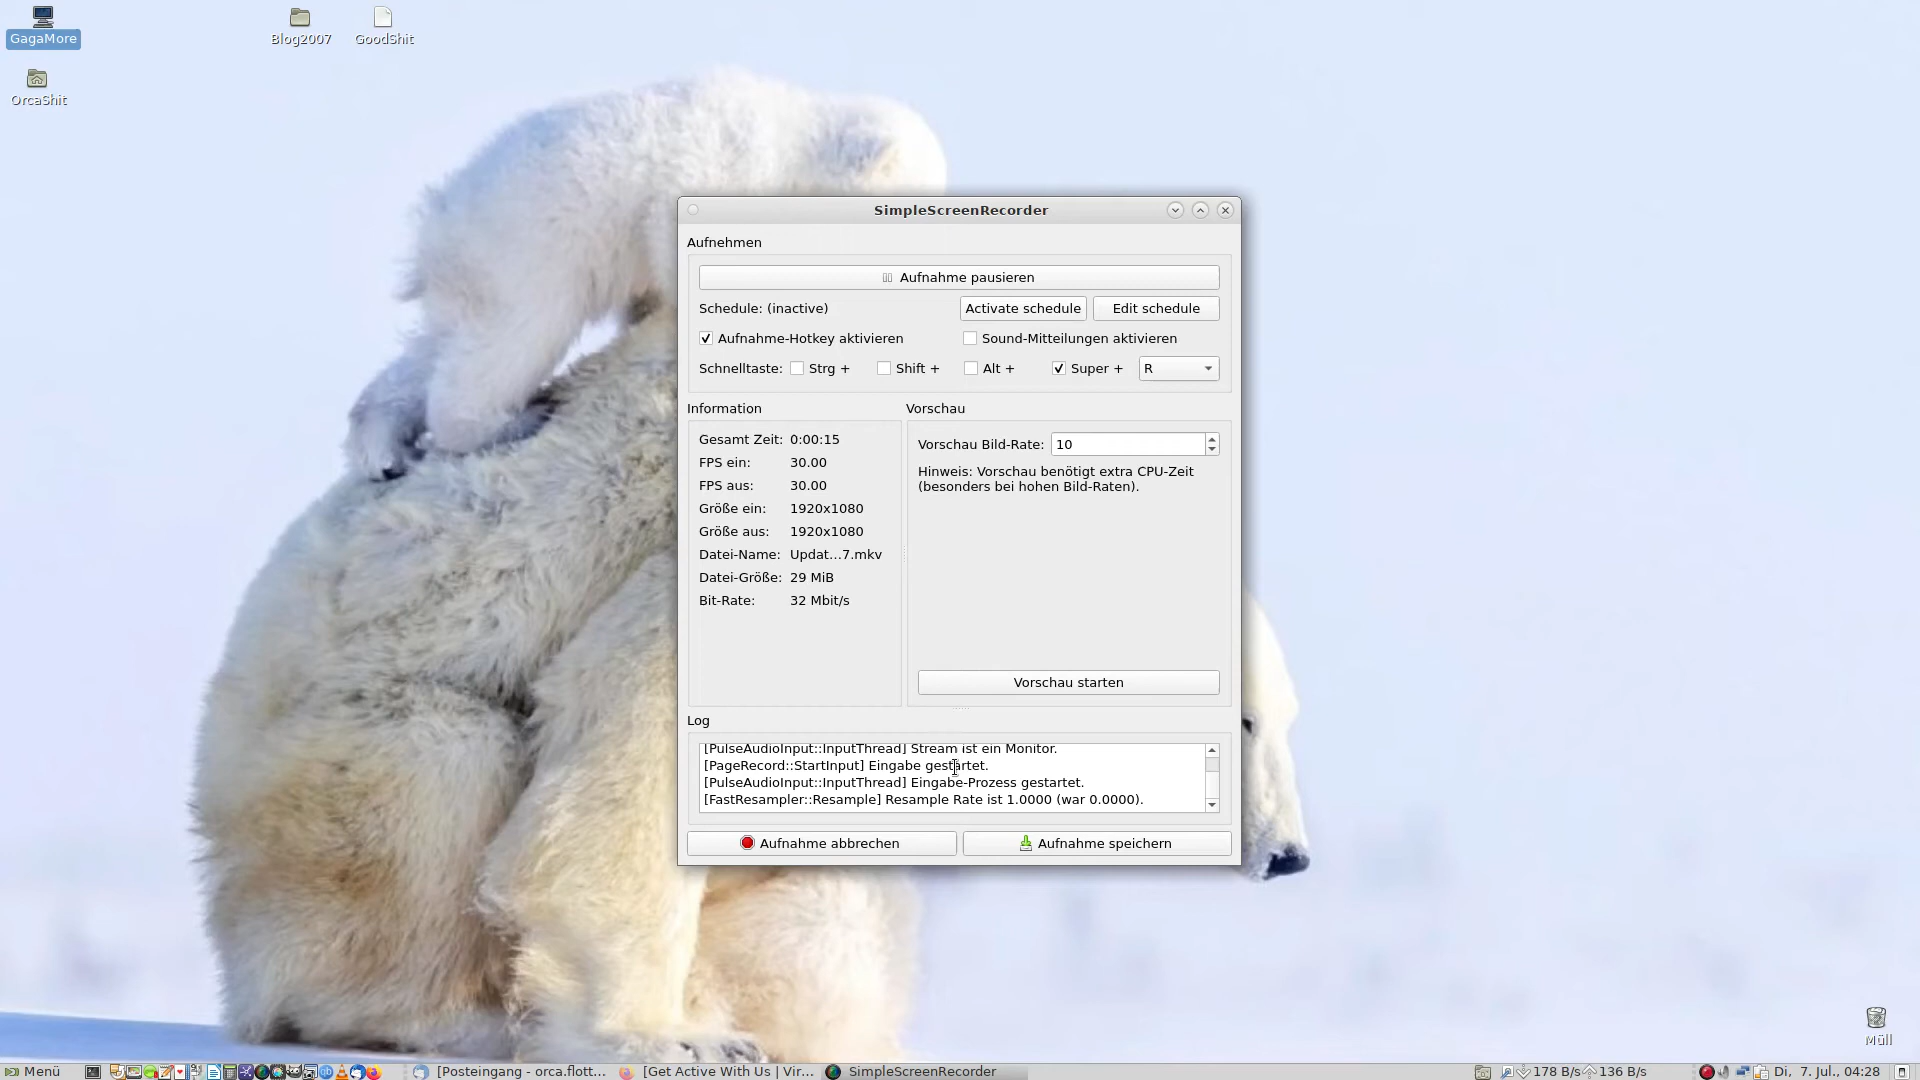 GagaMore
Blog2007
GoodShit
OrcaShit
SimpleScreenRecorder
Aufnehmen
Aufnahme pausieren
Schedule: (inactive)
Activate schedule
Edit schedule
Aufnahme-Hotkey aktivieren
Sound-Mitteilungen aktivieren
Schnelltaste: Strg + Shift + Alt + Super + R
Information
Gesamt Zeit: 0:00:15
FPS ein: 30.00
FPS aus: 30.00
Größe ein: 1920x1080
Größe aus: 1920x1080
Datei-Name: Updat...7.mkv
Datei-Größe: 29 MiB
Bit-Rate: 32 Mbit/s
Vorschau
Vorschau Bild-Rate: 10
Hinweis: Vorschau benötigt extra CPU-Zeit
(besonders bei hohen Bild-Raten).
Vorschau starten
Log
[PulseAudioInput::InputThread] Stream ist ein Monitor.
[PageRecord::StartInput] Eingabe gestartet.
[PulseAudioInput::InputThread] Eingabe-Prozess gestartet.
[FastResampler::Resample] Resample Rate ist 1.0000 (war 0.0000).
Aufnahme abbrechen
Aufnahme speichern
Müll
Menü
qb
[Posteingang - orca.flott...
[Get Active With Us | Vir...
SimpleScreenRecorder
178 B/s
136 B/s
Di, 7. Jul., 04:28